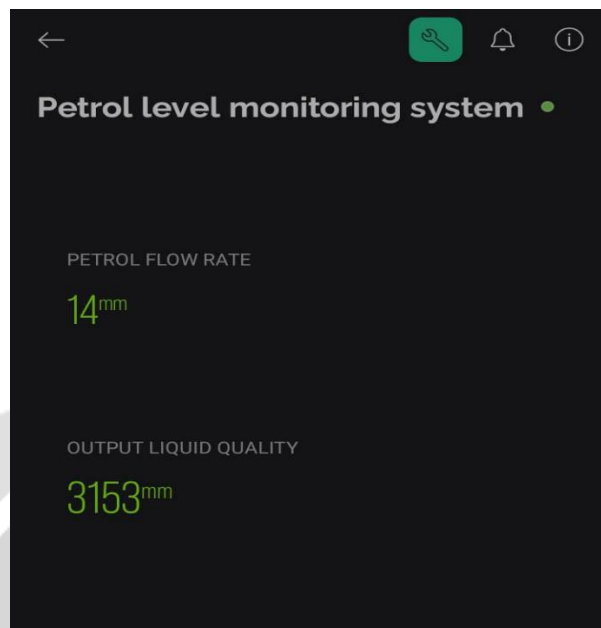 Petrol level monitoring system
PETROL FLOW RATE
14mm
OUTPUT LIQUID QUALITY
3153mm